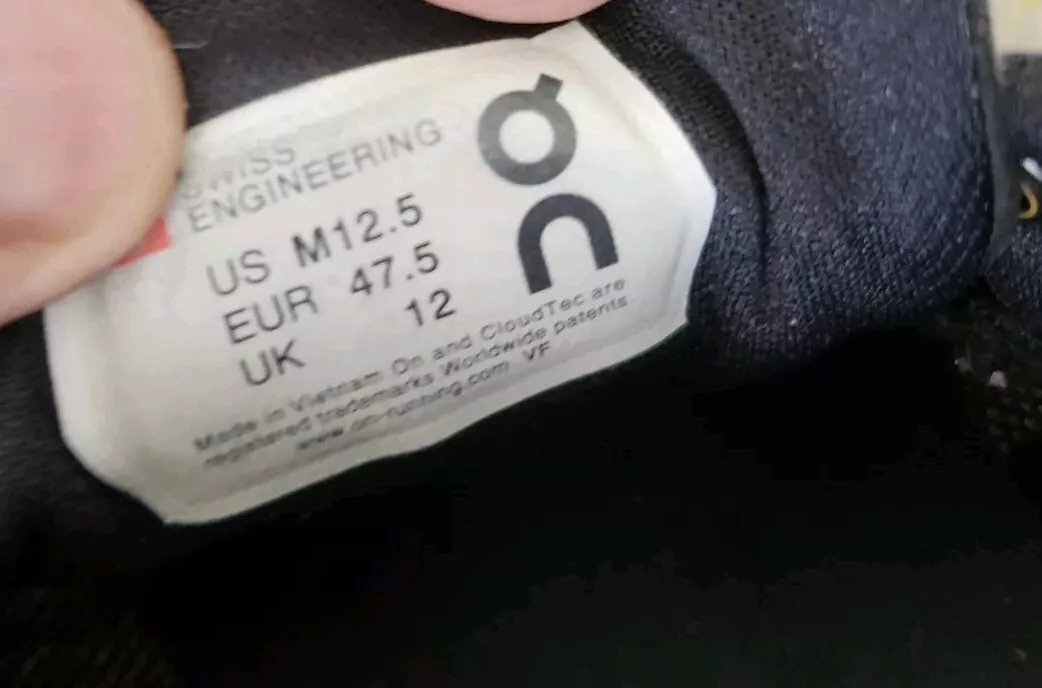 SWISS
ENGINEERING
On
US M12.5
EUR 47.5
UK 12
Made in Vietnam On and CloudTec are
registered trademarks Worldwide patents.
www.on-running.com VF